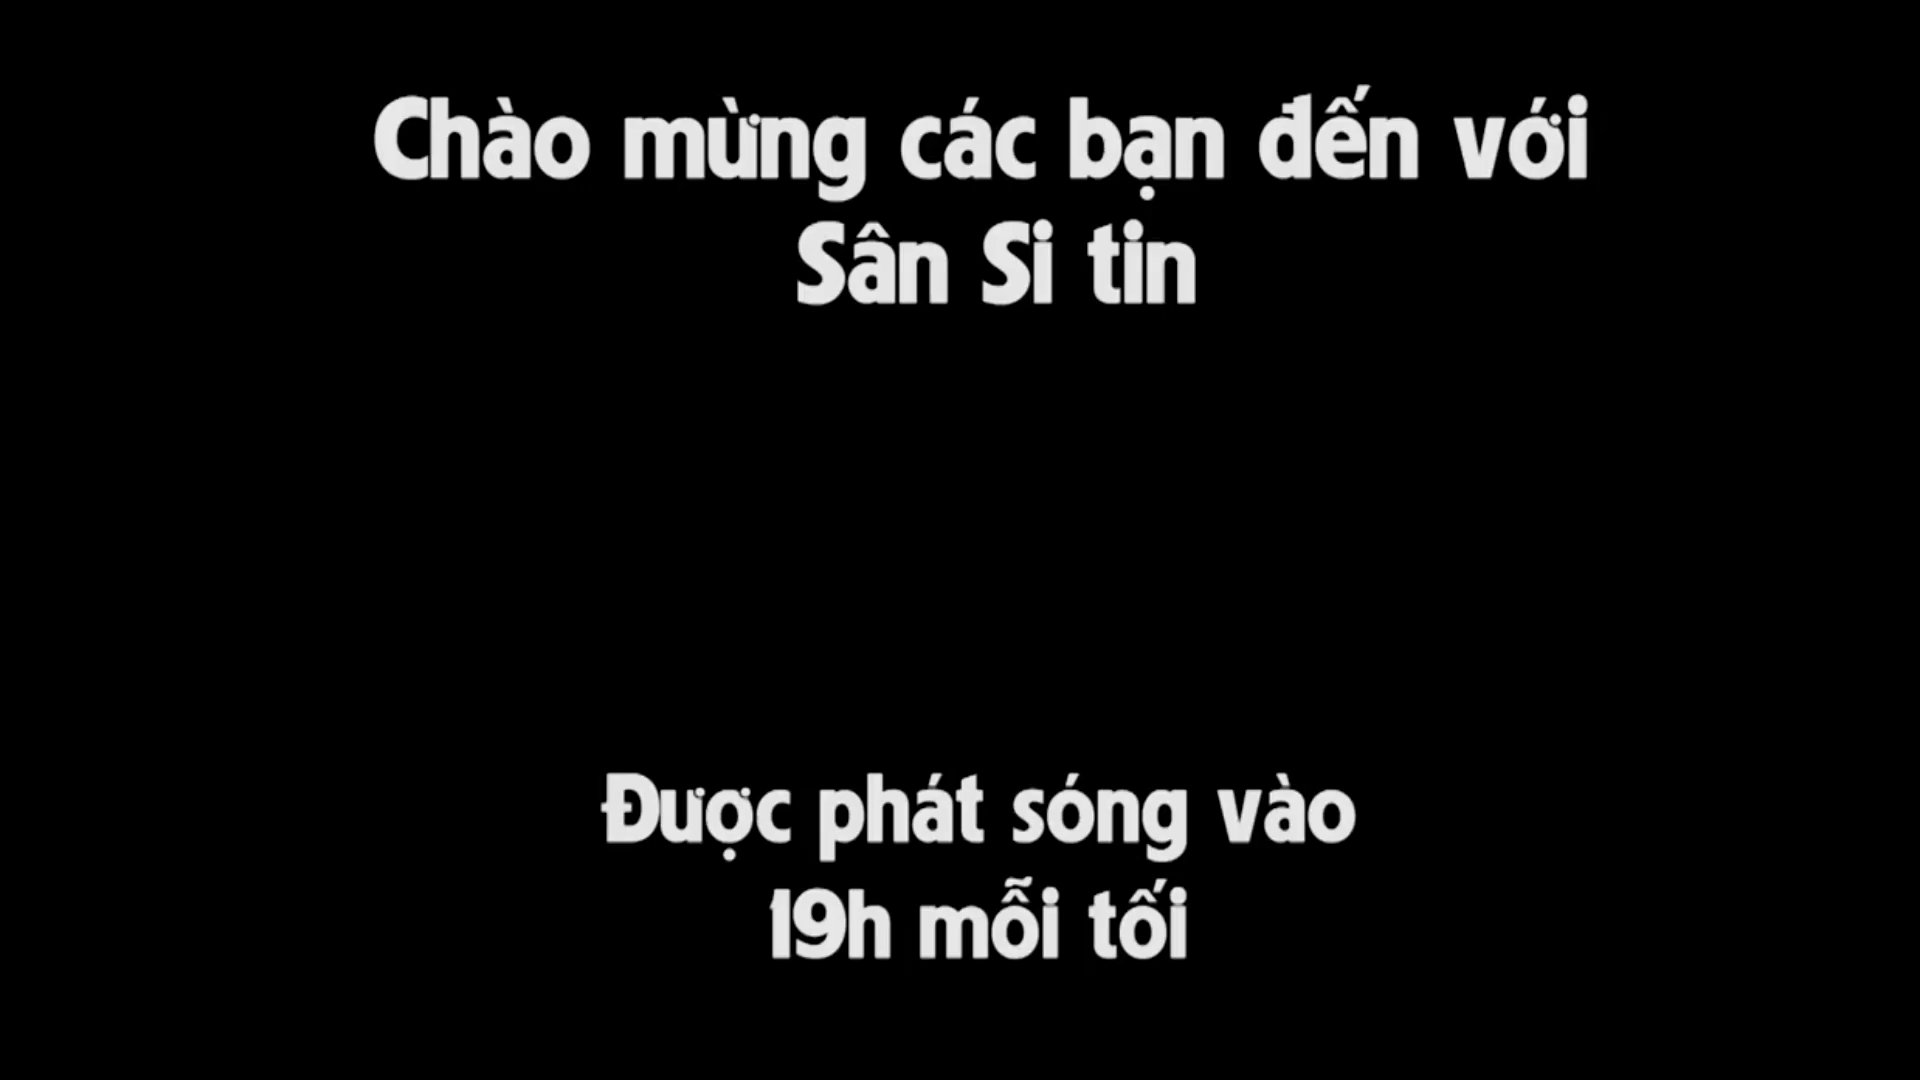 Chào mừng các bạn đến với
Sân Si tin
Được phát sóng vào
19h mỗi tối